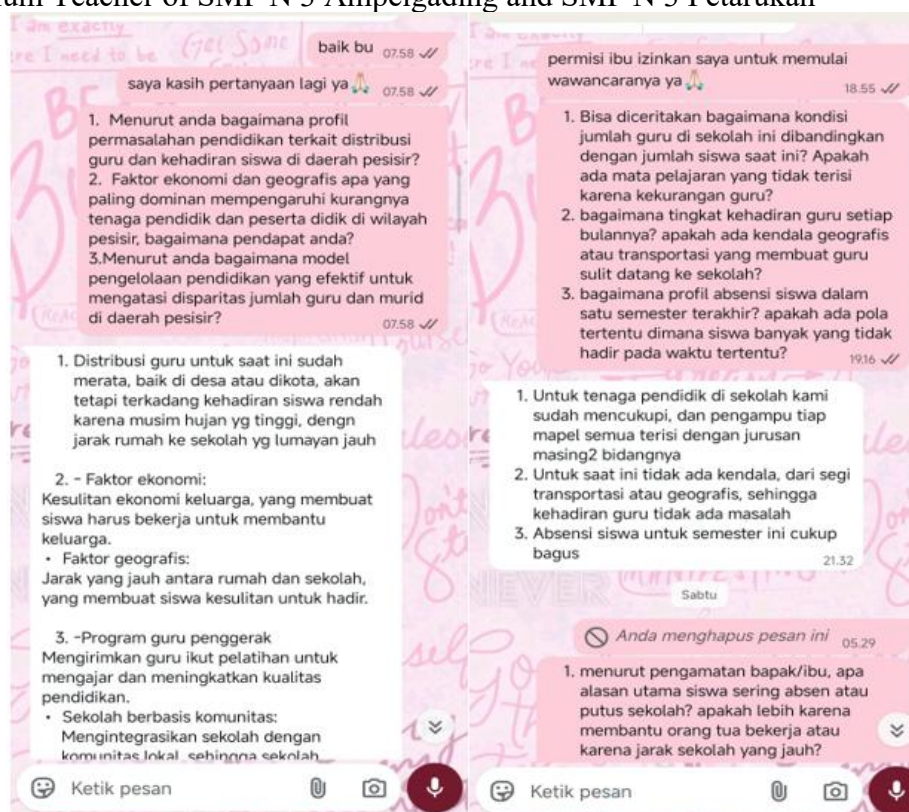 um Teacher of SMP N 3 Ampelgading and SMP N 3 Petarukan
baik bu 07.58
saya kasih pertanyaan lagi ya🙏 07.58
1. Menurut anda bagaimana profil
permasalahan pendidikan terkait distribusi
guru dan kehadiran siswa di daerah pesisir?
2. Faktor ekonomi dan geografis apa yang
paling dominan mempengaruhi kurangnya
tenaga pendidik dan peserta didik di wilayah
pesisir, bagaimana pendapat anda?
3.Menurut anda bagaimana model
pengelolaan pendidikan yang efektif untuk
mengatasi disparitas jumlah guru dan murid
di daerah pesisir?
07.58
1. Distribusi guru untuk saat ini sudah
merata, baik di desa atau dikota, akan
tetapi terkadang kehadiran siswa rendah
karena musim hujan yg tinggi, dengn
jarak rumah ke sekolah yg lumayan jauh
2. - Faktor ekonomi:
Kesulitan ekonomi keluarga, yang membuat
siswa harus bekerja untuk membantu
keluarga.
• Faktor geografis:
Jarak yang jauh antara rumah dan sekolah,
yang membuat siswa kesulitan untuk hadir.
3. -Program guru penggerak
Mengirimkan guru ikut pelatihan untuk
mengajar dan meningkatkan kualitas
pendidikan.
• Sekolah berbasis komunitas:
Mengintegrasikan sekolah dengan
komunitas lokal, sehingga sekolah
Ketik pesan
permisi ibu izinkan saya untuk memulai
wawancaranya ya🙏
18.55
1. Bisa diceritakan bagaimana kondisi
jumlah guru di sekolah ini dibandingkan
dengan jumlah siswa saat ini? Apakah
ada mata pelajaran yang tidak terisi
karena kekurangan guru?
2. bagaimana tingkat kehadiran guru setiap
bulannya? apakah ada kendala geografis
atau transportasi yang membuat guru
sulit datang ke sekolah?
3. bagaimana profil absensi siswa dalam
satu semester terakhir? apakah ada pola
tertentu dimana siswa banyak yang tidak
hadir pada waktu tertentu?
19.16
1. Untuk tenaga pendidik di sekolah kami
sudah mencukupi, dan pengampu tiap
mapel semua terisi dengan jurusan
masing2 bidangnya
2. Untuk saat ini tidak ada kendala, dari segi
transportasi atau geografis, sehingga
kehadiran guru tidak ada masalah
3. Absensi siswa untuk semester ini cukup
bagus
21.32
Sabtu
Anda menghapus pesan ini 05.29
1. menurut pengamatan bapak/ibu, apa
alasan utama siswa sering absen atau
putus sekolah? apakah lebih karena
membantu orang tua bekerja atau
karena jarak sekolah yang jauh?
Ketik pesan